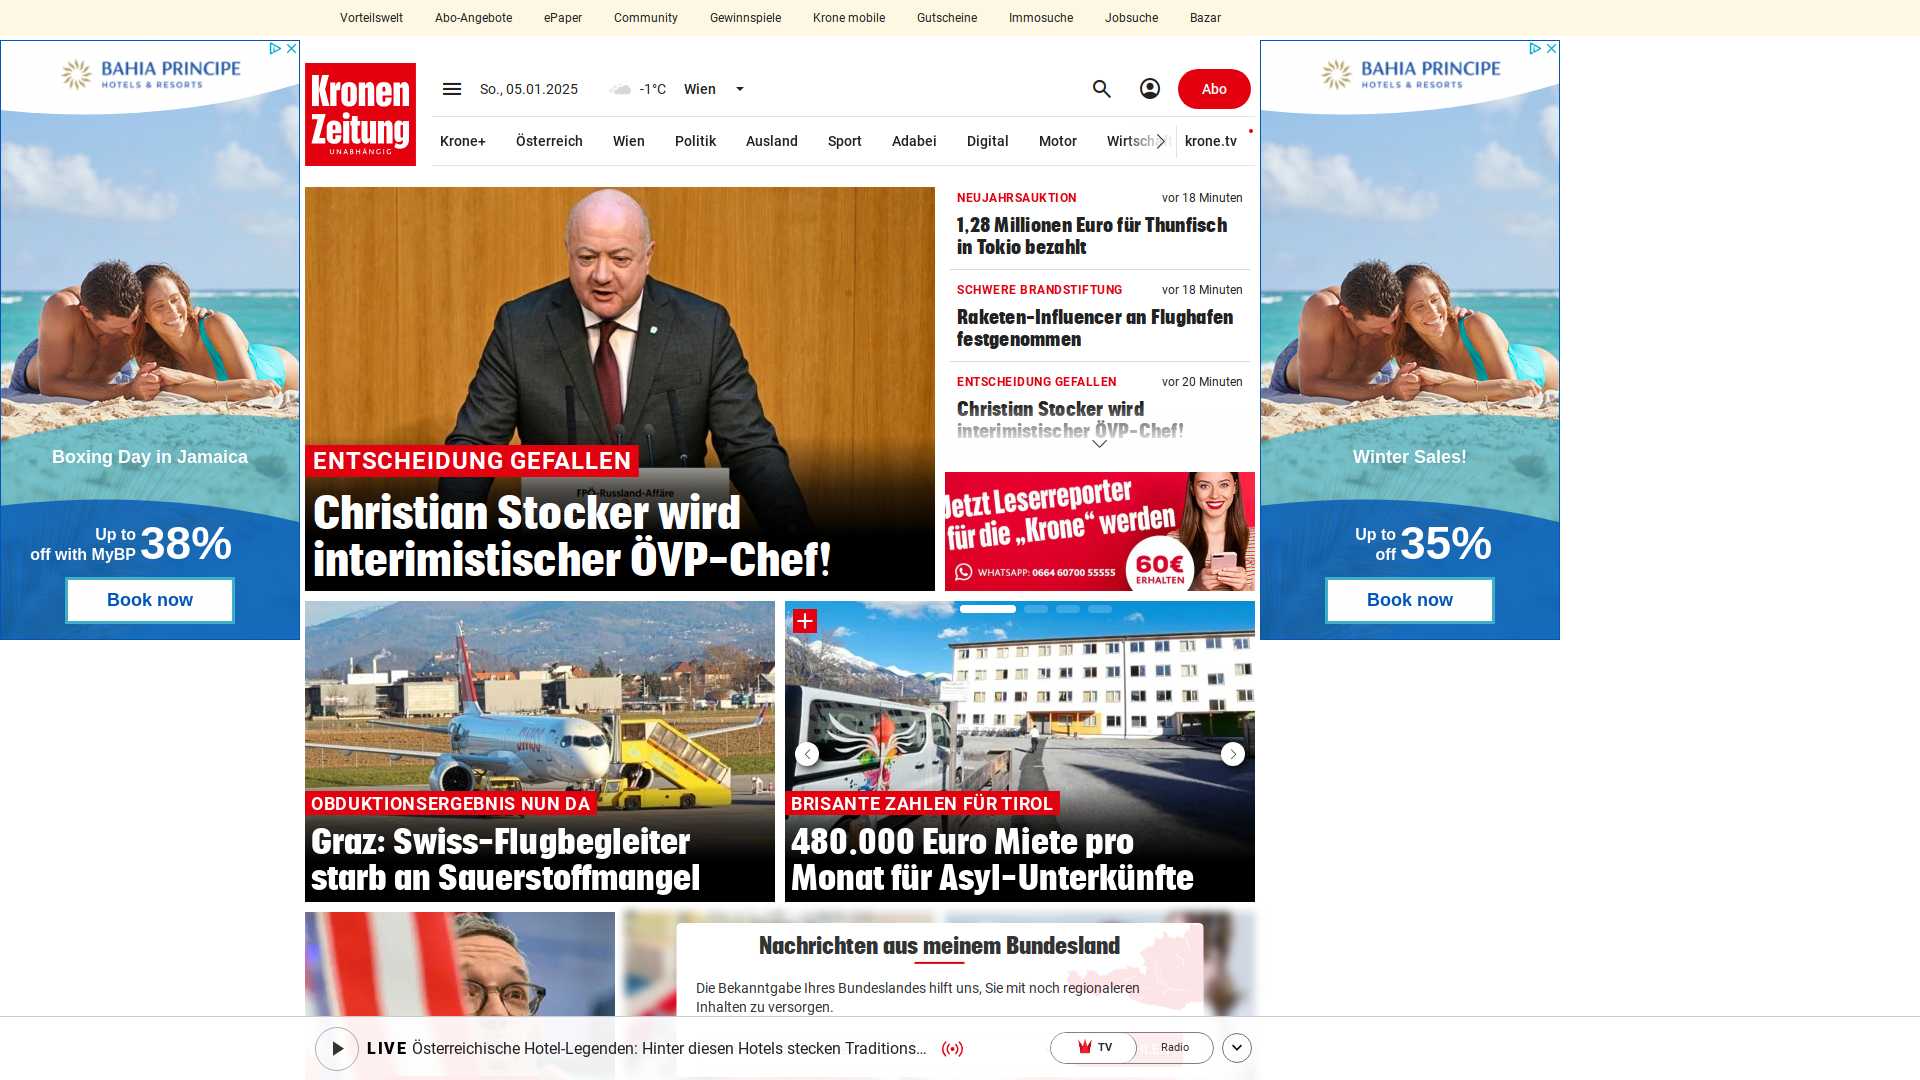 Vorteilswelt Abo-Angebote ePaper Community Gewinnspiele Krone mobile Gutscheine Immosuche Jobsuche Bazar
BAHIA PRINCIPE
HOTELS & RESORTS
Boxing Day in Jamaica
Up to
off with MyBP
38%
Book now
Kronen
Zeitung
UNABHÄNGIG
So., 05.01.2025
-1°C
Wien
Abo
Krone+ Österreich Wien Politik Ausland Sport Adabei Digital Motor krone.tv
FPÖ-Russland-Affäre
ENTSCHEIDUNG GEFALLEN
Christian Stocker wird
interimistischer ÖVP-Chef!
NEUJAHRSAUKTION vor 18 Minuten
1,28 Millionen Euro für Thunfisch
in Tokio bezahlt
SCHWERE BRANDSTIFTUNG vor 18 Minuten
Raketen-Influencer an Flughafen
festgenommen
ENTSCHEIDUNG GEFALLEN vor 20 Minuten
Christian Stocker wird
interimistischer ÖVP-Chef!
Jetzt Leserreporter
für die „Krone“ werden
WHATSAPP: 0664 60700 55555
60€
ERHALTEN
OBDUKTIONSERGEBNIS NUN DA
Graz: Swiss-Flugbegleiter
starb an Sauerstoffmangel
BRISANTE ZAHLEN FÜR TIROL
480.000 Euro Miete pro
Monat für Asyl-Unterkünfte
Nachrichten aus meinem Bundesland
Die Bekanntgabe Ihres Bundeslandes hilft uns, Sie mit noch regionaleren
Inhalten zu versorgen.
LIVE Österreichische Hotel-Legenden: Hinter diesen Hotels stecken Traditions...
TV
Radio
BAHIA PRINCIPE
HOTELS & RESORTS
Winter Sales!
Up to
off
35%
Book now